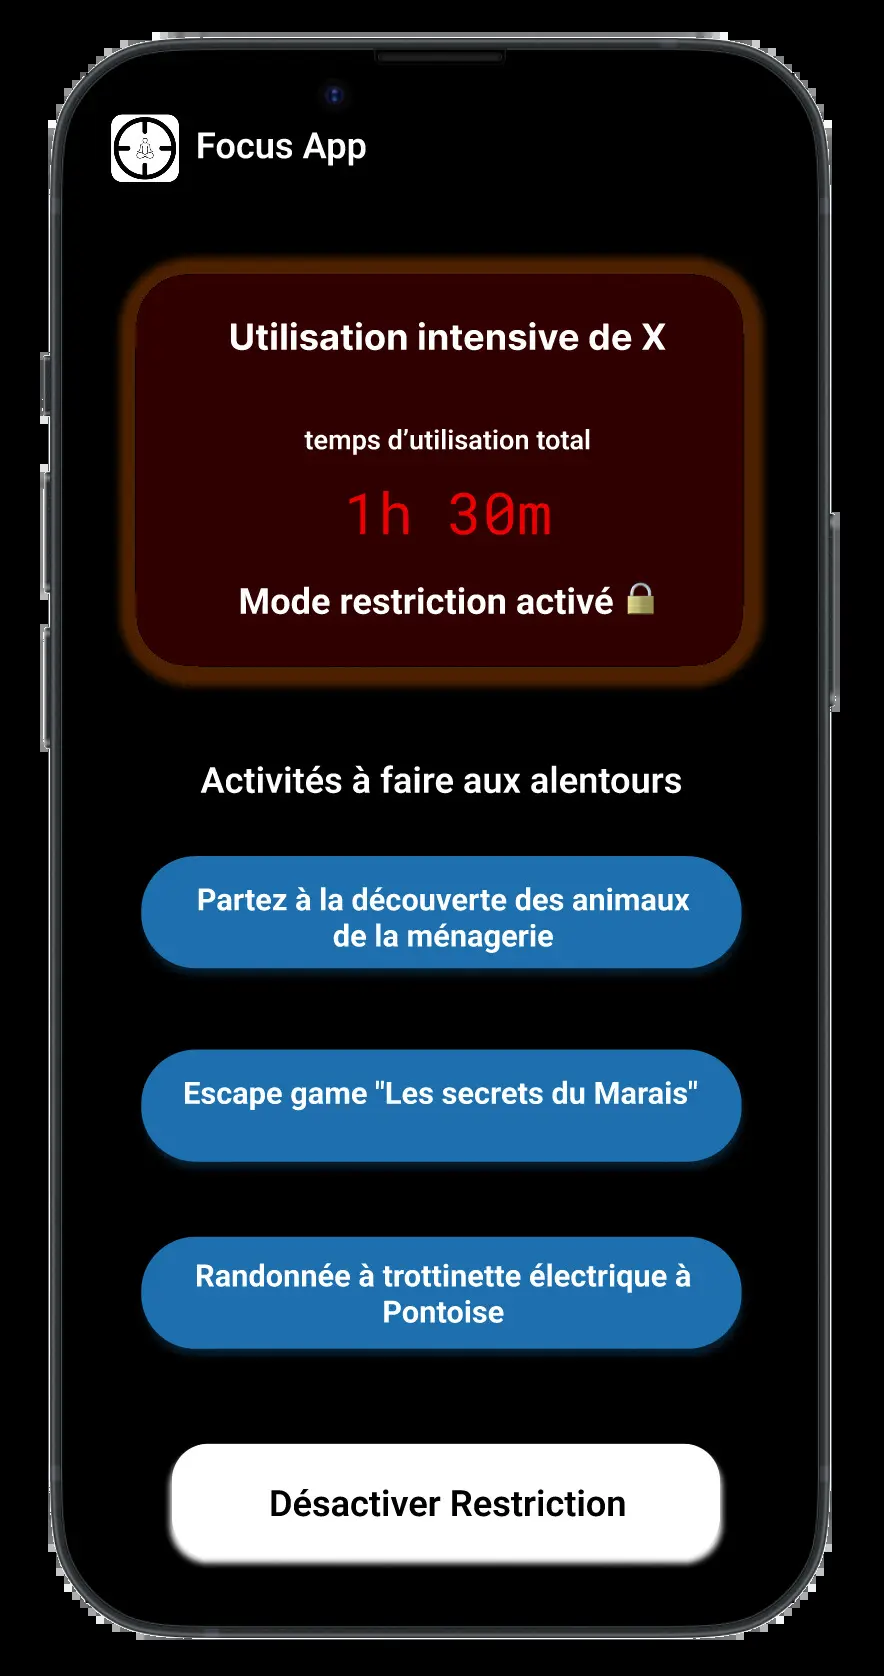 Focus App
Utilisation intensive de X
temps d’utilisation total
1h 30m
Mode restriction activé 🔒
Activités à faire aux alentours
Partez à la découverte des animaux
de la ménagerie
Escape game "Les secrets du Marais"
Randonnée à trottinette électrique à
Pontoise
Désactiver Restriction